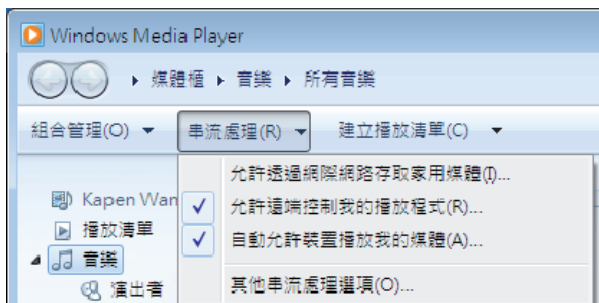 Windows Media Player
媒體櫃 ▸ 音樂 ▸ 所有音樂
組合管理(O) 串流處理(R) 建立播放清單(C)
允許透過網際網路存取家用媒體(I)...
Kapen Wan
允許遠端控制我的播放程式(R)...
播放清單
自動允許裝置播放我的媒體(A)...
音樂
演出者
其他串流處理選項(O)...